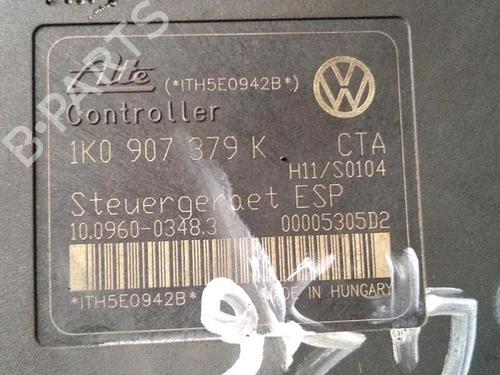 Ate (*ITH5E0942B*)
Controller
1K0 907 379 K CTA
H11/S0104
Steuergeraet ESP
10.0960-0348.3 00005305D2
*ITH5E0942B*
MADE IN HUNGARY
B-PARTS